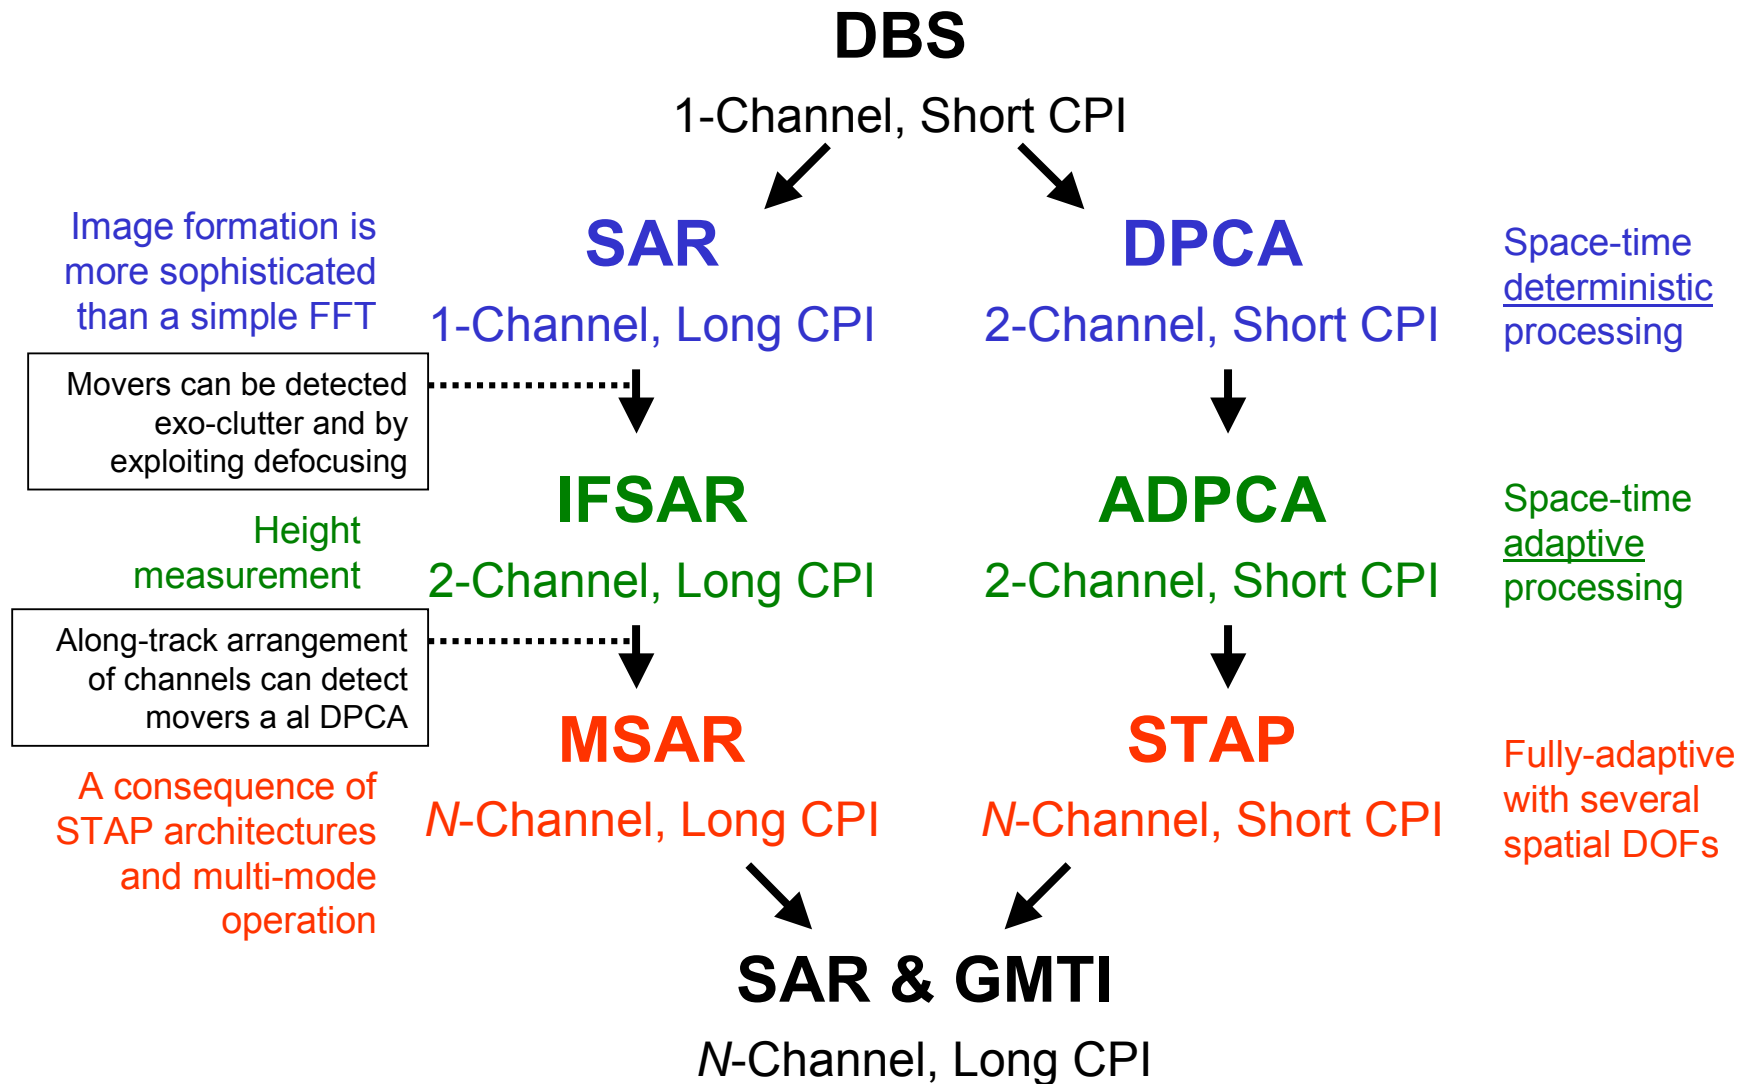 DBS
1-Channel, Short CPI
Image formation is
more sophisticated
than a simple FFT
SAR
1-Channel, Long CPI
DPCA
2-Channel, Short CPI
Space-time
deterministic
processing
Movers can be detected
exo-clutter and by
exploiting defocusing
Height
measurement
IFSAR
2-Channel, Long CPI
ADPCA
2-Channel, Short CPI
Space-time
adaptive
processing
Along-track arrangement
of channels can detect
movers a al DPCA
A consequence of
STAP architectures
and multi-mode
operation
MSAR
N-Channel, Long CPI
STAP
N-Channel, Short CPI
Fully-adaptive
with several
spatial DOFs
SAR & GMTI
N-Channel, Long CPI